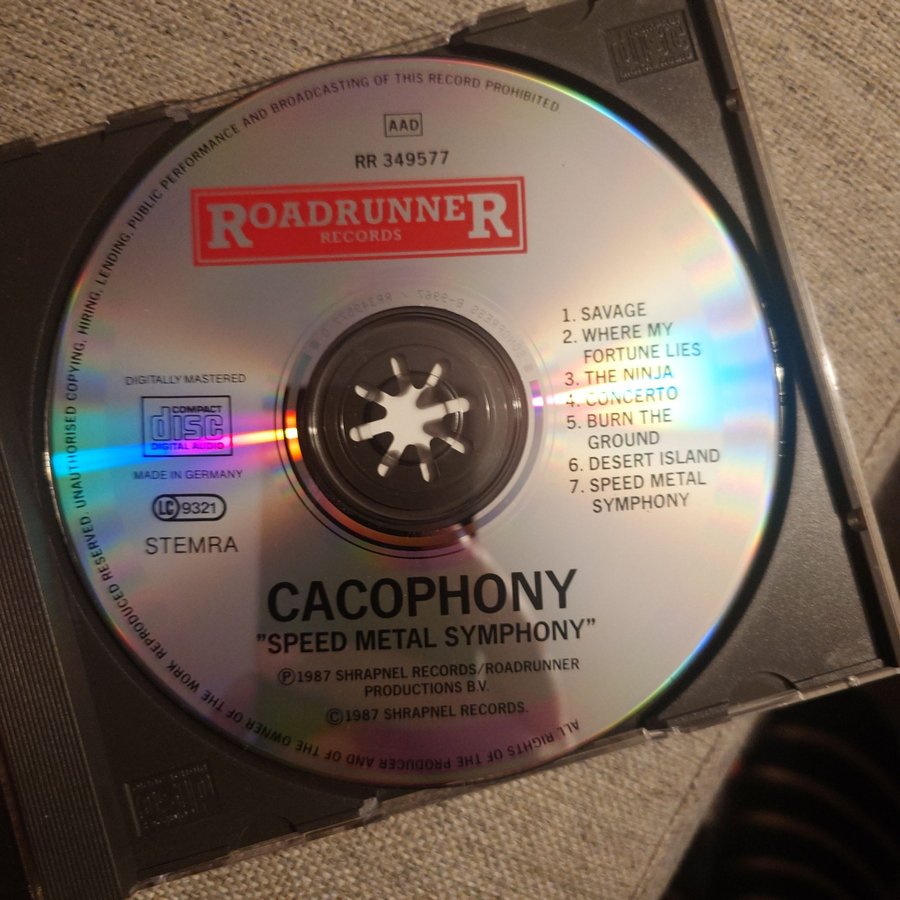 ALL RIGHTS OF THE PRODUCER AND OF THE OWNER OF THE WORK REPRODUCED RESERVED. UNAUTHORISED COPYING, HIRING, LENDING, PUBLIC PERFORMANCE AND BROADCASTING OF THIS RECORD PROHIBITED
AAD
RR 349577
ROADRUNNER
RECORDS
1. SAVAGE
2. WHERE MY
FORTUNE LIES
3. THE NINJA
4. CONCERTO
5. BURN THE
GROUND
6. DESERT ISLAND
7. SPEED METAL
SYMPHONY
DIGITALLY MASTERED
COMPACT
disc
DIGITAL AUDIO
MADE IN GERMANY
LC 9321
STEMRA
CACOPHONY
"SPEED METAL SYMPHONY"
Ⓟ1987 SHRAPNEL RECORDS/ROADRUNNER
PRODUCTIONS B.V.
©1987 SHRAPNEL RECORDS.